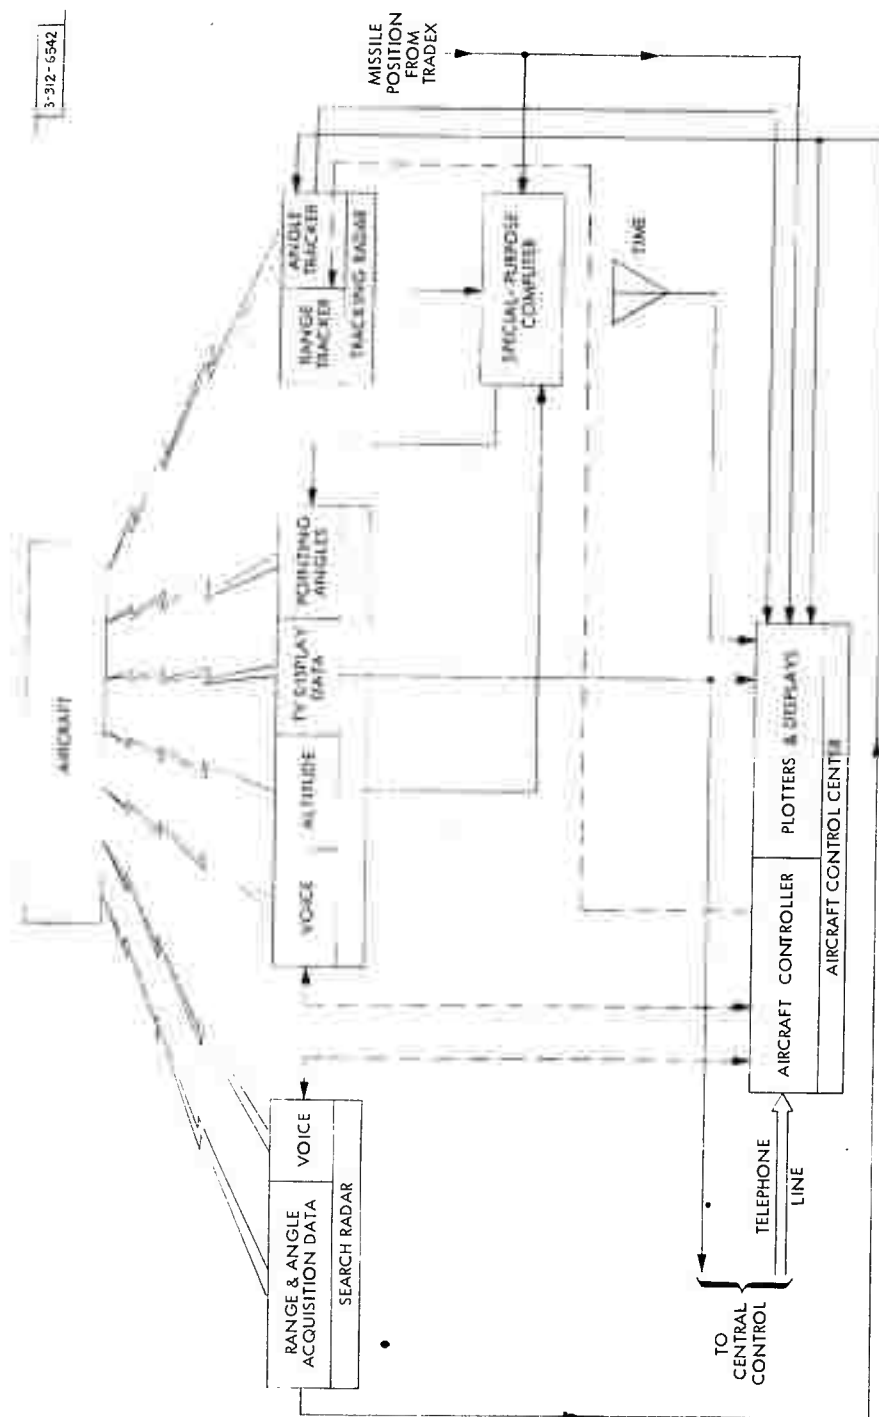 3-312-6542
AIRCRAFT
MISSILE
POSITION
FROM
TRADEX
RANGE & ANGLE
ACQUISITION DATA
VOICE
SEARCH RADAR
VOICE
ALTITUDE
TV DISPLAY
DATA
POINTING
ANGLES
RANGE
TRACKER
ANGLE
TRACKER
TRACKING RADAR
SPECIAL-PURPOSE
COMPUTER
TIME
TO
CENTRAL
CONTROL
TELEPHONE
LINE
AIRCRAFT CONTROLLER
PLOTTERS & DISPLAYS
AIRCRAFT CONTROL CENTER